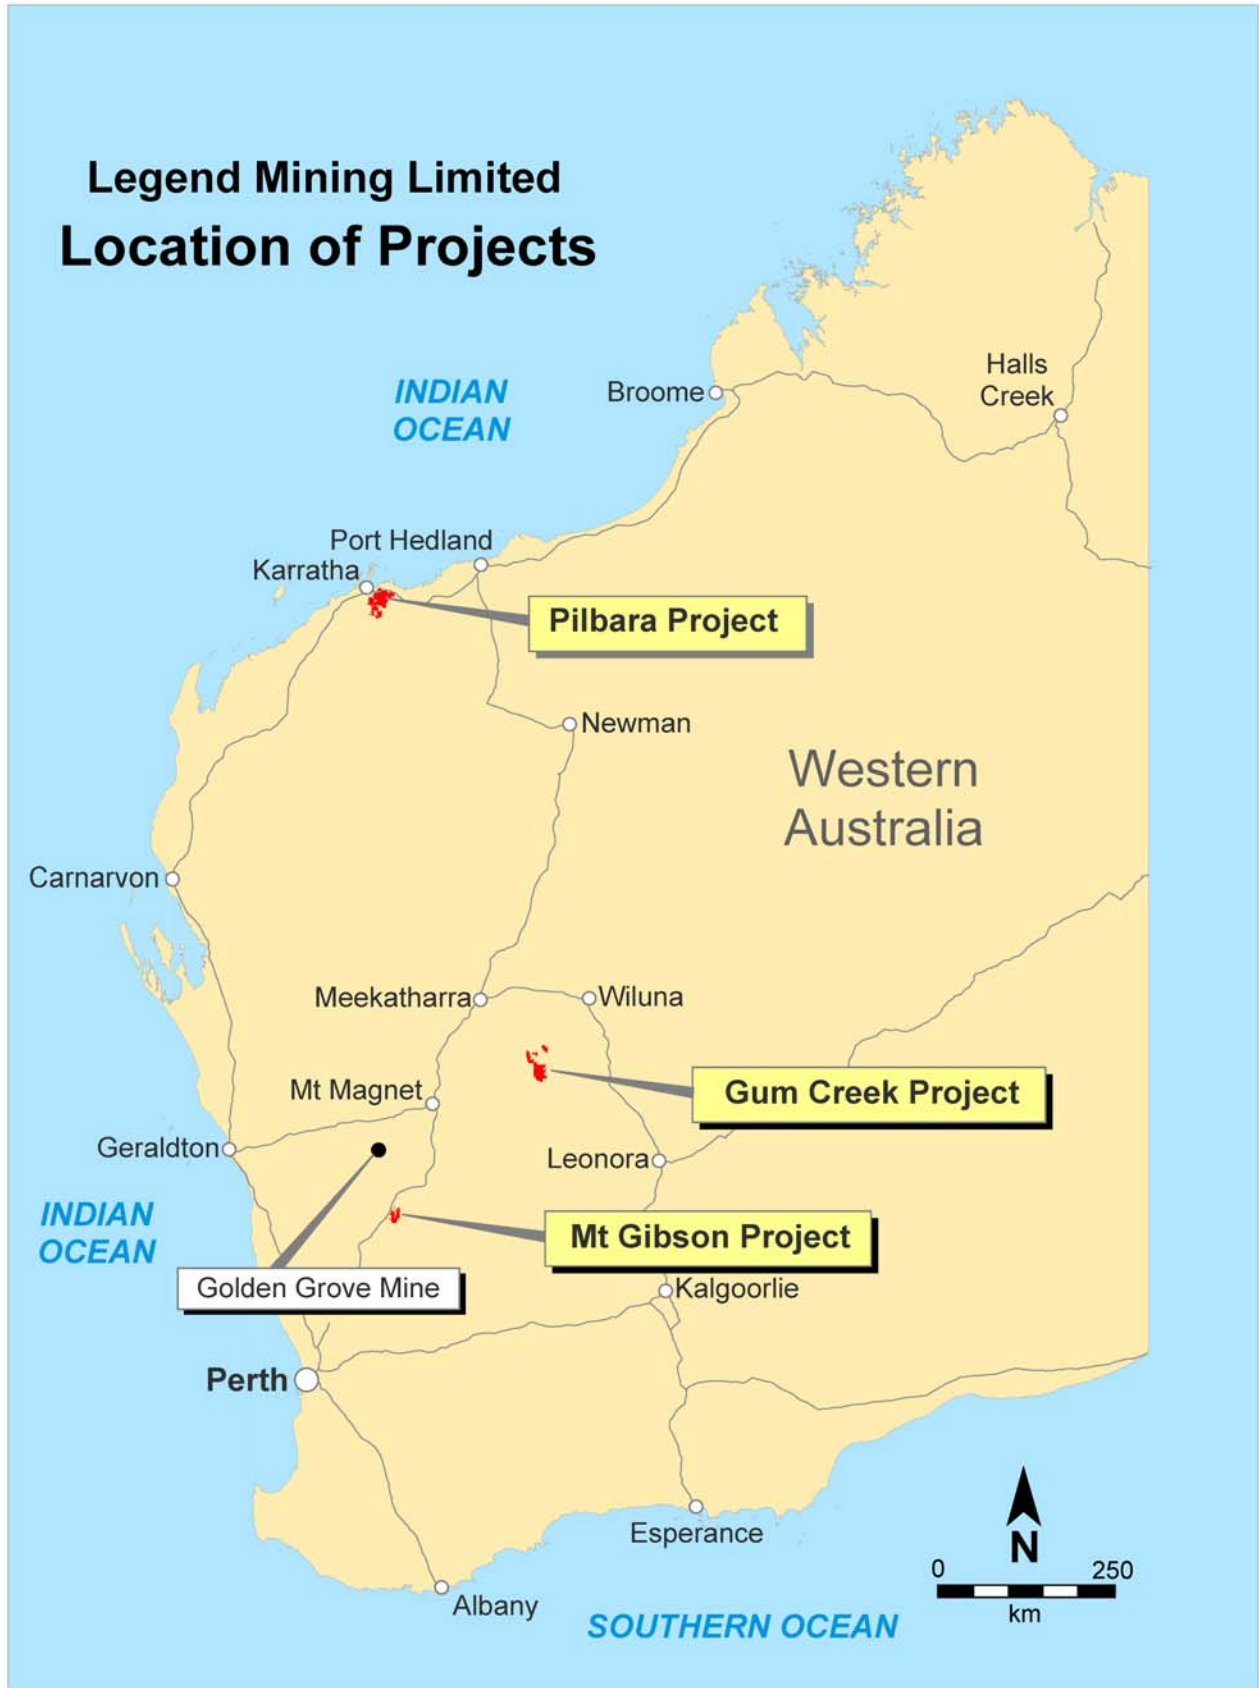 Legend Mining Limited
Location of Projects
INDIAN
OCEAN
Broome
Halls
Creek
Port Hedland
Karratha
Pilbara Project
Newman
Western
Australia
Carnarvon
Meekatharra
Wiluna
Mt Magnet
Gum Creek Project
Geraldton
Leonora
INDIAN
OCEAN
Mt Gibson Project
Golden Grove Mine
Kalgoorlie
Perth
Esperance
N
0 250
km
Albany
SOUTHERN OCEAN